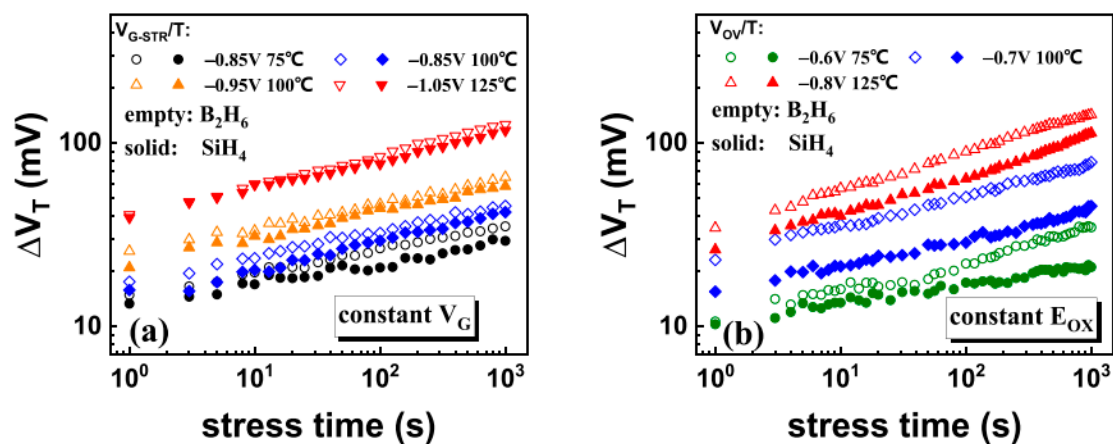 V_G-STR/T:
−0.85V 75℃ −0.85V 100℃
−0.95V 100℃ −1.05V 125℃
empty: B₂H₆
solid: SiH₄
ΔV_T (mV)
100
10
(a)
constant V_G
10⁰ 10¹ 10² 10³
stress time (s)
V_OV/T:
−0.6V 75℃ −0.7V 100℃
−0.8V 125℃
empty: B₂H₆
solid: SiH₄
ΔV_T (mV)
100
10
(b)
constant E_OX
10⁰ 10¹ 10² 10³
stress time (s)